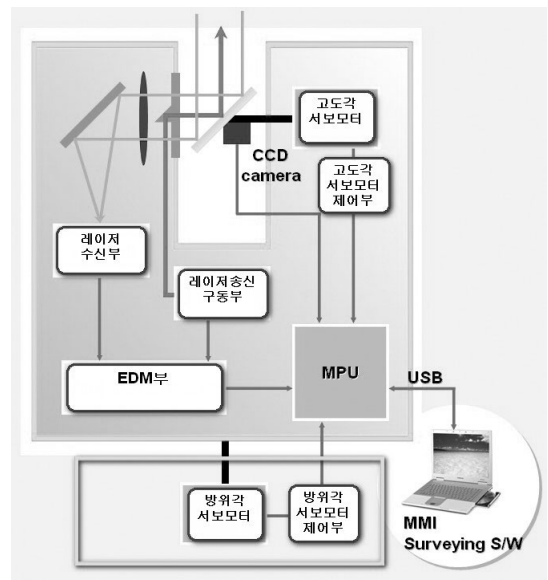 고도각
서보모터
CCD
camera
고도각
서보모터
제어부
레이저
수신부
레이저송신
구동부
EDM부
MPU
USB
방위각
서보모터
방위각
서보모터
제어부
MMI
Surveying S/W